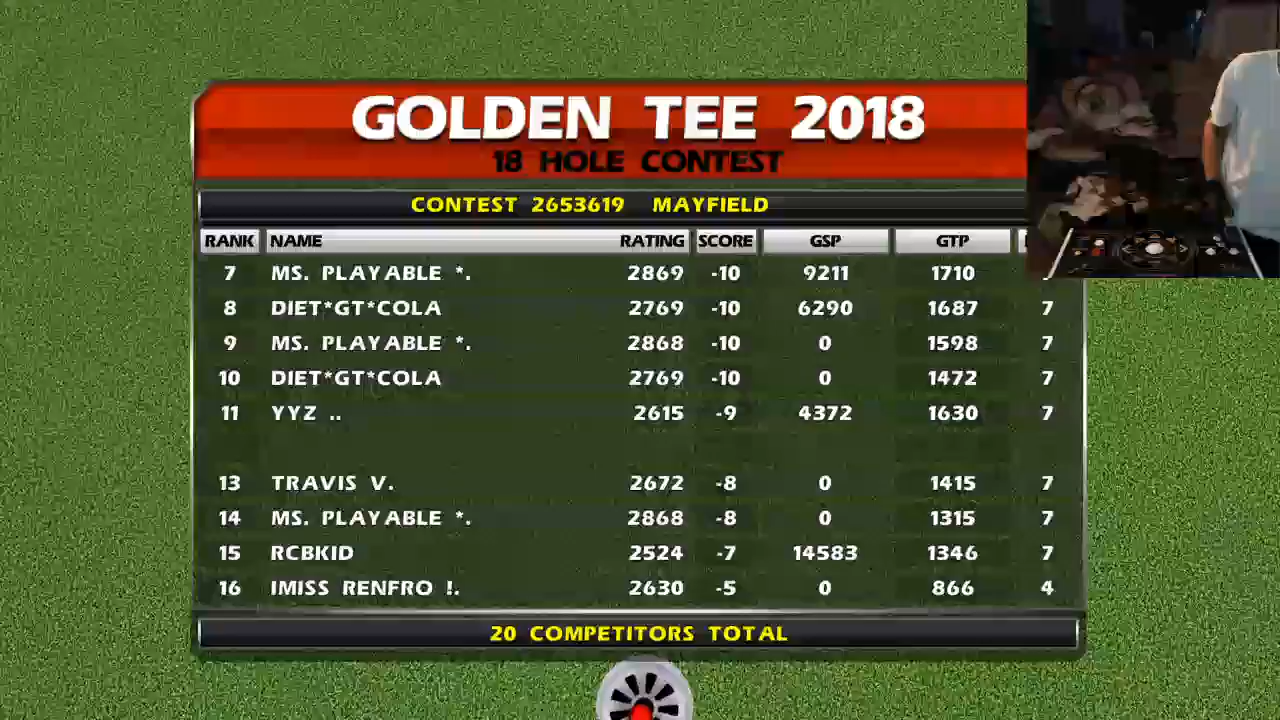 GOLDEN TEE 2018
18 HOLE CONTEST
CONTEST 2653619 MAYFIELD
RANK NAME RATING SCORE GSP GTP
7 MS. PLAYABLE *. 2869 -10 9211 1710
8 DIET*GT*COLA 2769 -10 6290 1687 7
9 MS. PLAYABLE *. 2868 -10 0 1598 7
10 DIET*GT*COLA 2769 -10 0 1472 7
11 YYZ .. 2615 -9 4372 1630 7
13 TRAVIS V. 2672 -8 0 1415 7
14 MS. PLAYABLE *. 2868 -8 0 1315 7
15 RCBKID 2524 -7 14583 1346 7
16 IMISS RENFRO !. 2630 -5 0 866 4
20 COMPETITORS TOTAL